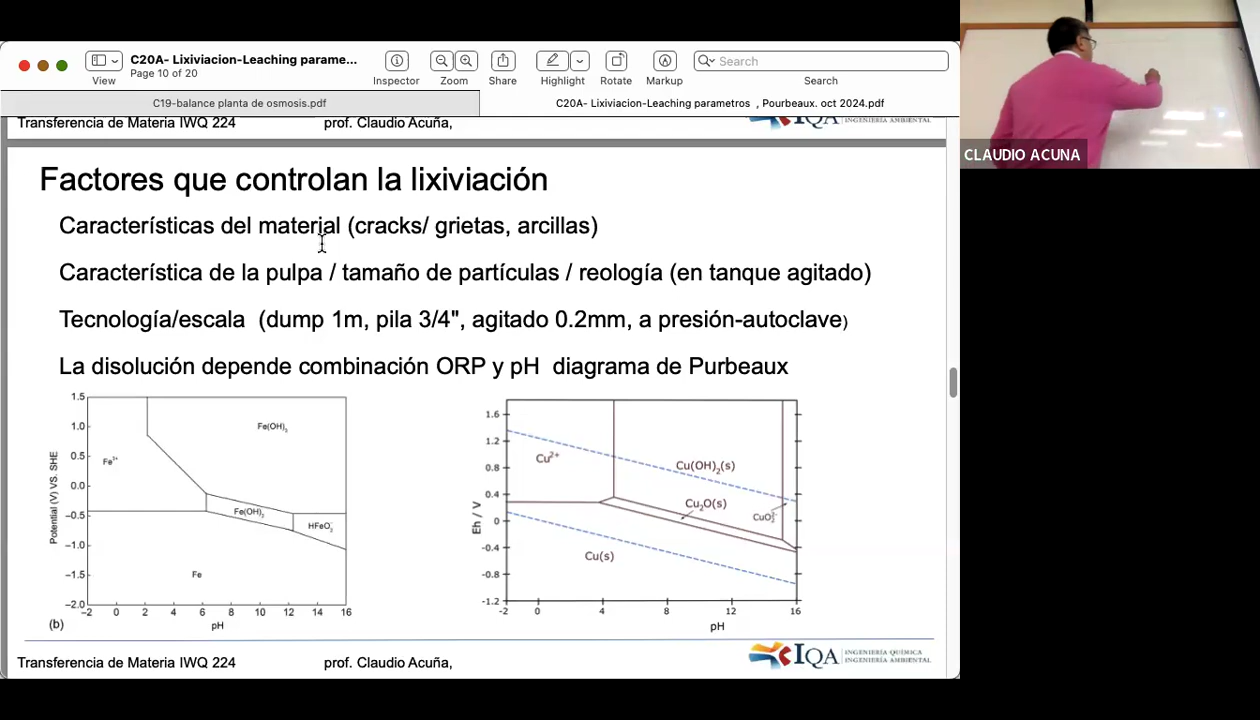 C20A- Lixiviacion-Leaching parame...
Page 10 of 20
View
Inspector
Zoom
Share
Highlight
Rotate
Markup
Search
Search
C19-balance planta de osmosis.pdf
C20A- Lixiviacion-Leaching parametros , Pourbeaux. oct 2024.pdf
Transferencia de Materia IWQ 224 prof. Claudio Acuña,
IQA INGENIERÍA AMBIENTAL
CLAUDIO ACUNA
Factores que controlan la lixiviación
Características del material (cracks/ grietas, arcillas)
Característica de la pulpa / tamaño de partículas / reología (en tanque agitado)
Tecnología/escala (dump 1m, pila 3/4", agitado 0.2mm, a presión-autoclave)
La disolución depende combinación ORP y pH diagrama de Purbeaux
Potential (V) VS. SHE
1.5
1.0
0.5
0.0
−0.5
−1.0
−1.5
−2.0
Fe³⁺
Fe(OH)₃
Fe(OH)₂
HFeO₂⁻
Fe
−2 0 2 4 6 8 10 12 14 16
pH
(b)
Eh / V
1.6
1.2
0.8
0.4
0
-0.4
-0.8
-1.2
Cu²⁺
Cu(OH)₂(s)
Cu₂O(s)
CuO₂²⁻
Cu(s)
-2 0 4 8 12 16
pH
Transferencia de Materia IWQ 224 prof. Claudio Acuña,
IQA INGENIERÍA QUÍMICA
INGENIERÍA AMBIENTAL